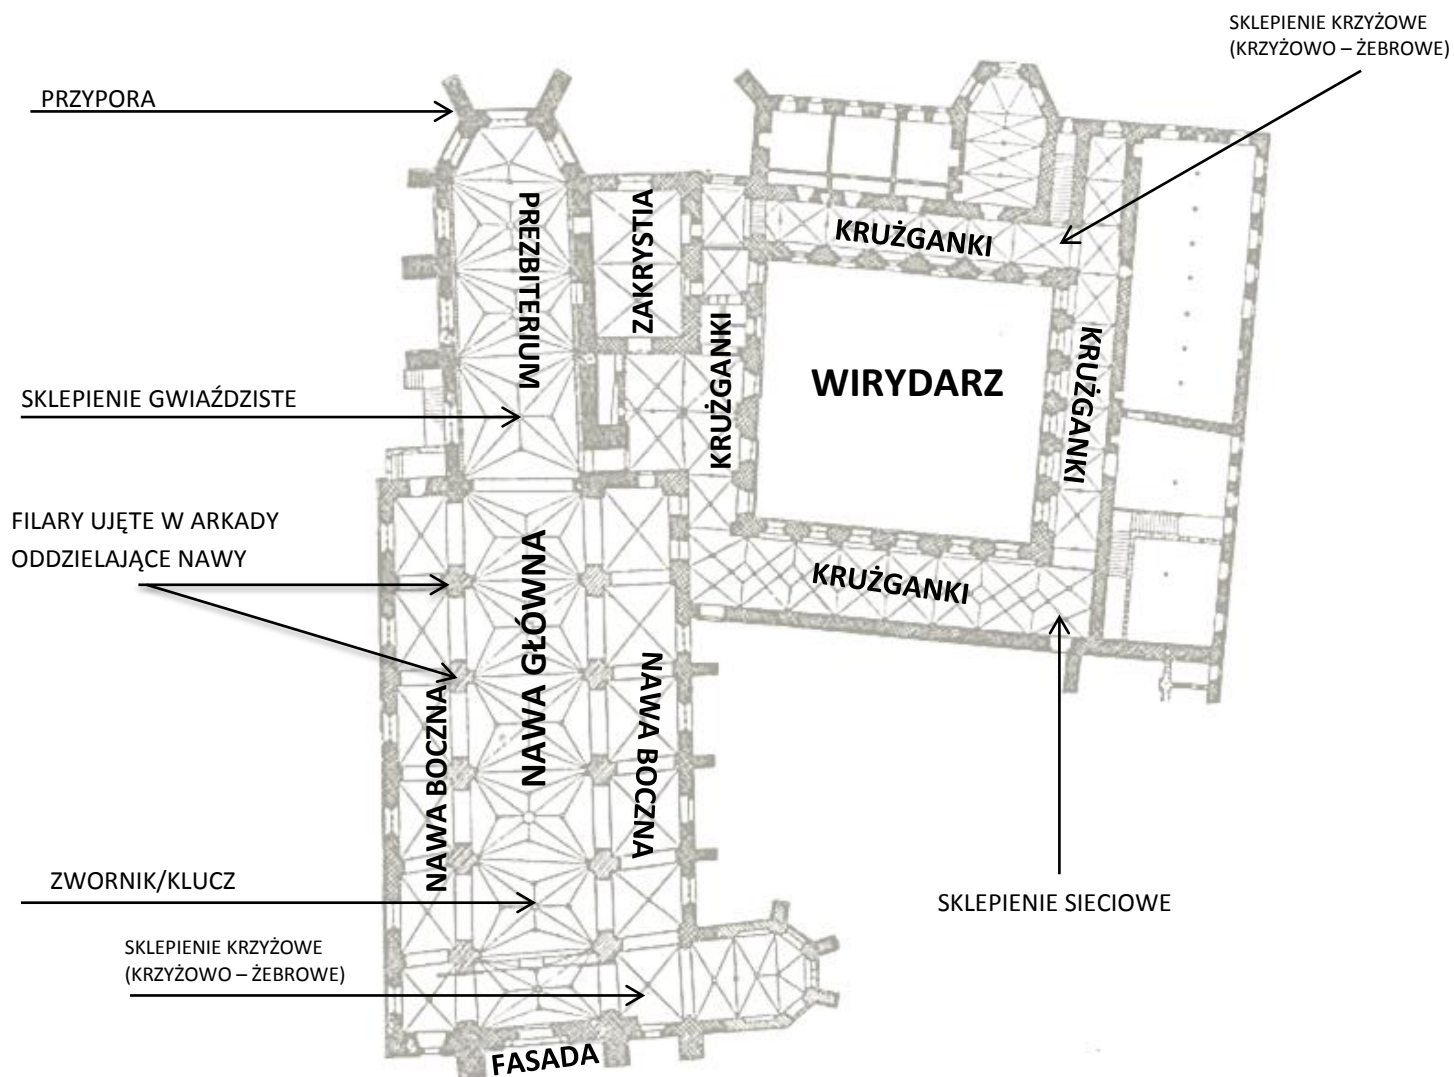 SKLEPIENIE KRZYŻOWE
(KRZYŻOWO – ŻEBROWE)
PRZYPORA
PREZBITERIUM
ZAKRYSTIA
KRUŻGANKI
KRUŻGANKI
KRUŻGANKI
WIRYDARZ
SKLEPIENIE GWIAŹDZISTE
FILARY UJĘTE W ARKADY
ODDZIELAJĄCE NAWY
NAWA GŁÓWNA
KRUŻGANKI
NAWA BOCZNA
NAWA BOCZNA
ZWORNIK/KLUCZ
SKLEPIENIE SIECIOWE
SKLEPIENIE KRZYŻOWE
(KRZYŻOWO – ŻEBROWE)
FASADA